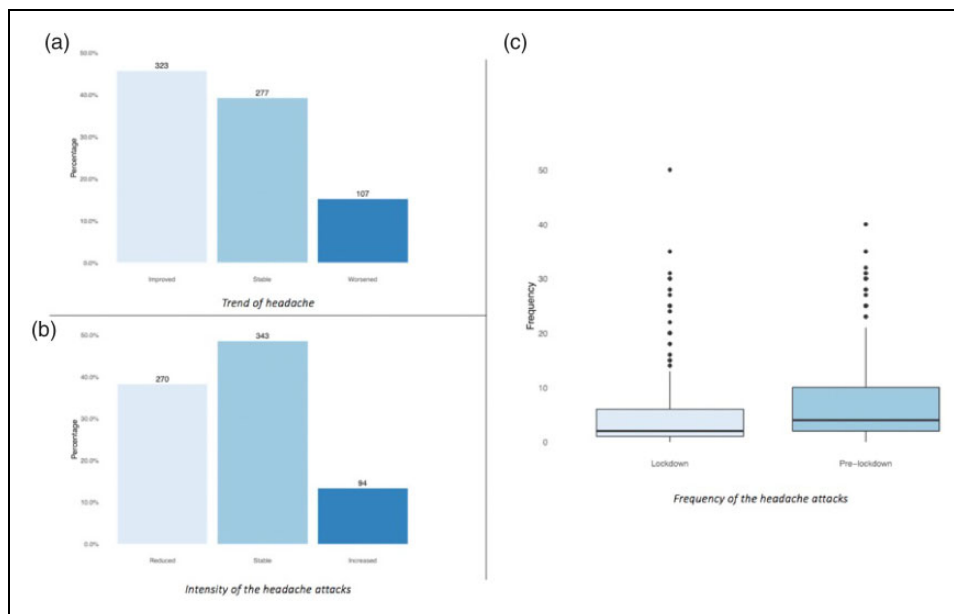 (a)
50.0%
40.0%
30.0%
20.0%
10.0%
0.0%
Percentage
323
277
107
Improved Stable Worsened
Trend of headache
(b)
50.0%
40.0%
30.0%
20.0%
10.0%
0.0%
Percentage
270
343
94
Reduced Stable Increased
Intensity of the headache attacks
(c)
50
40
30
20
10
0
Frequency
Lockdown Pre-lockdown
Frequency of the headache attacks